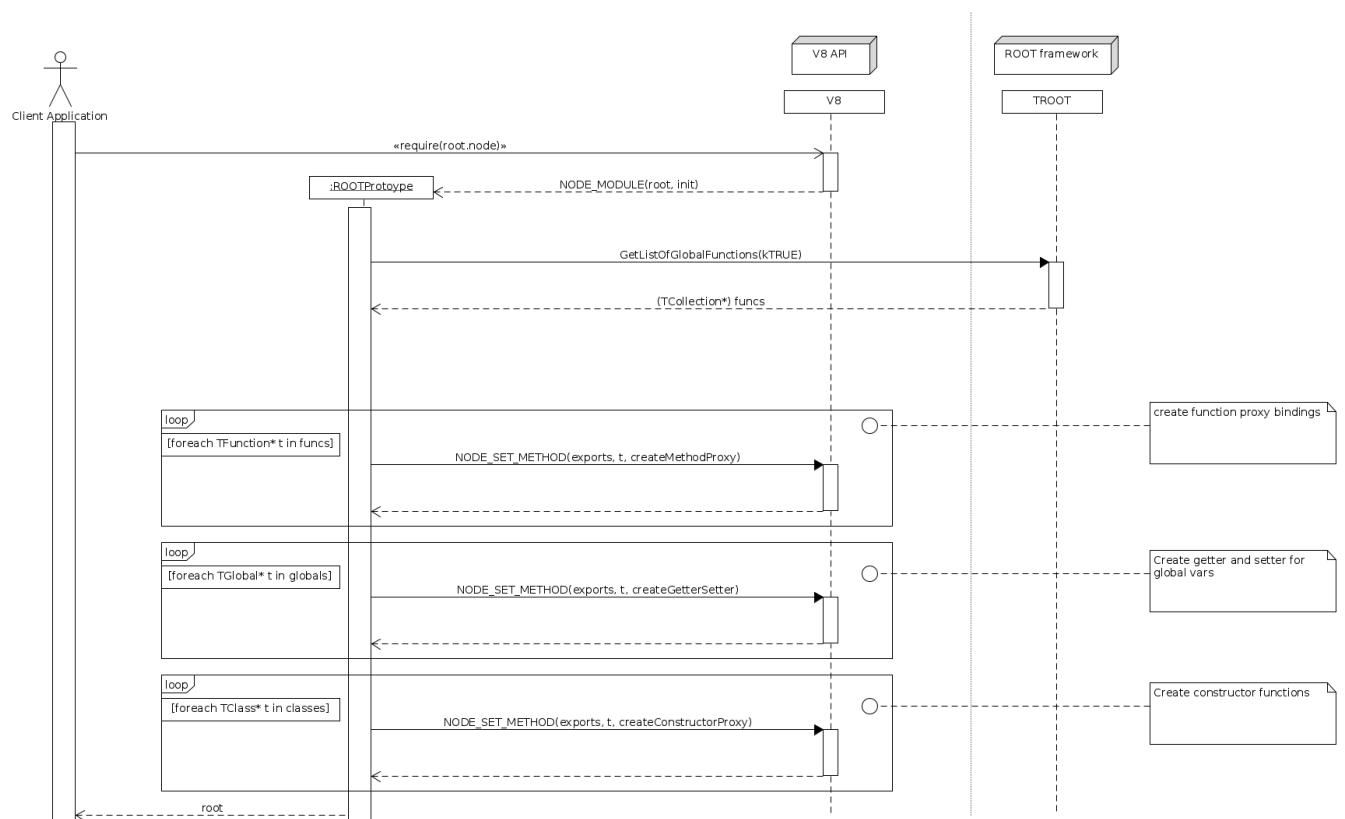 V8 API
ROOT framework
V8
TROOT
Client Application
«require(root.node)»
:ROOTProtoype
NODE_MODULE(root, init)
GetListOfGlobalFunctions(kTRUE)
(TCollection*) funcs
loop
create function proxy bindings
[foreach TFunction* t in funcs]
NODE_SET_METHOD(exports, t, createMethodProxy)
loop
Create getter and setter for
global vars
[foreach TGlobal* t in globals]
NODE_SET_METHOD(exports, t, createGetterSetter)
loop
Create constructor functions
[foreach TClass* t in classes]
NODE_SET_METHOD(exports, t, createConstructorProxy)
root